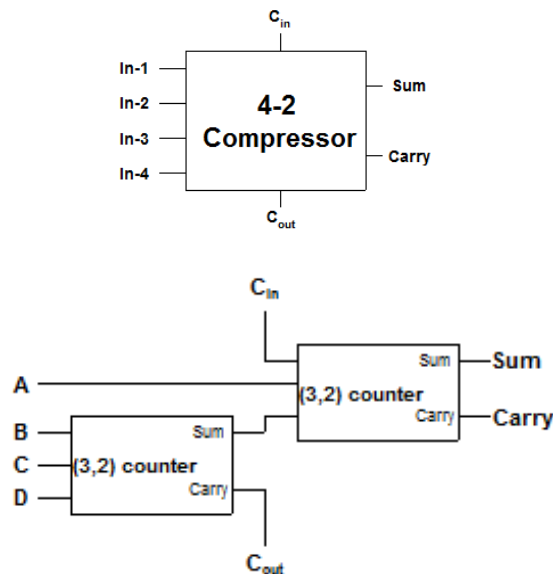 Cin
In-1
In-2
In-3
In-4
4-2
Compressor
Sum
Carry
Cout
Cin
A
B
C
D
Sum
(3,2) counter
Carry
Sum
(3,2) counter
Carry
Sum
Carry
Cout